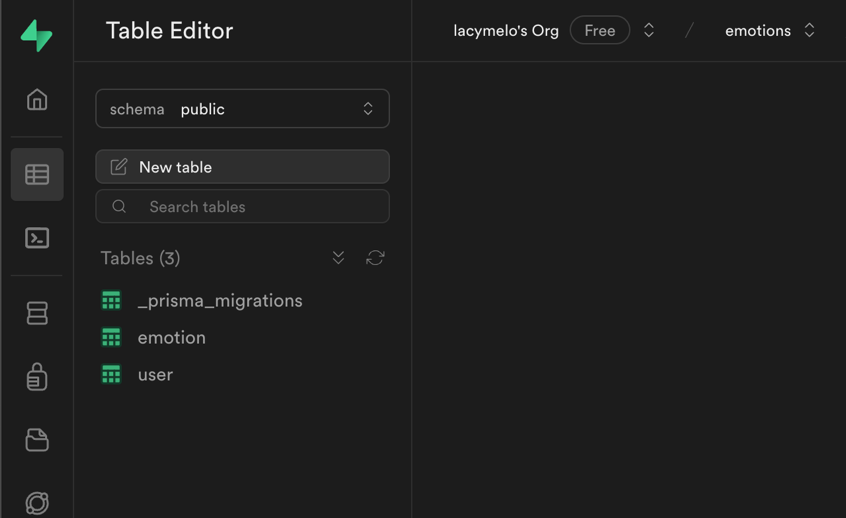 Table Editor
lacymelo's Org Free / emotions
schema public
New table
Search tables
Tables (3)
_prisma_migrations
emotion
user